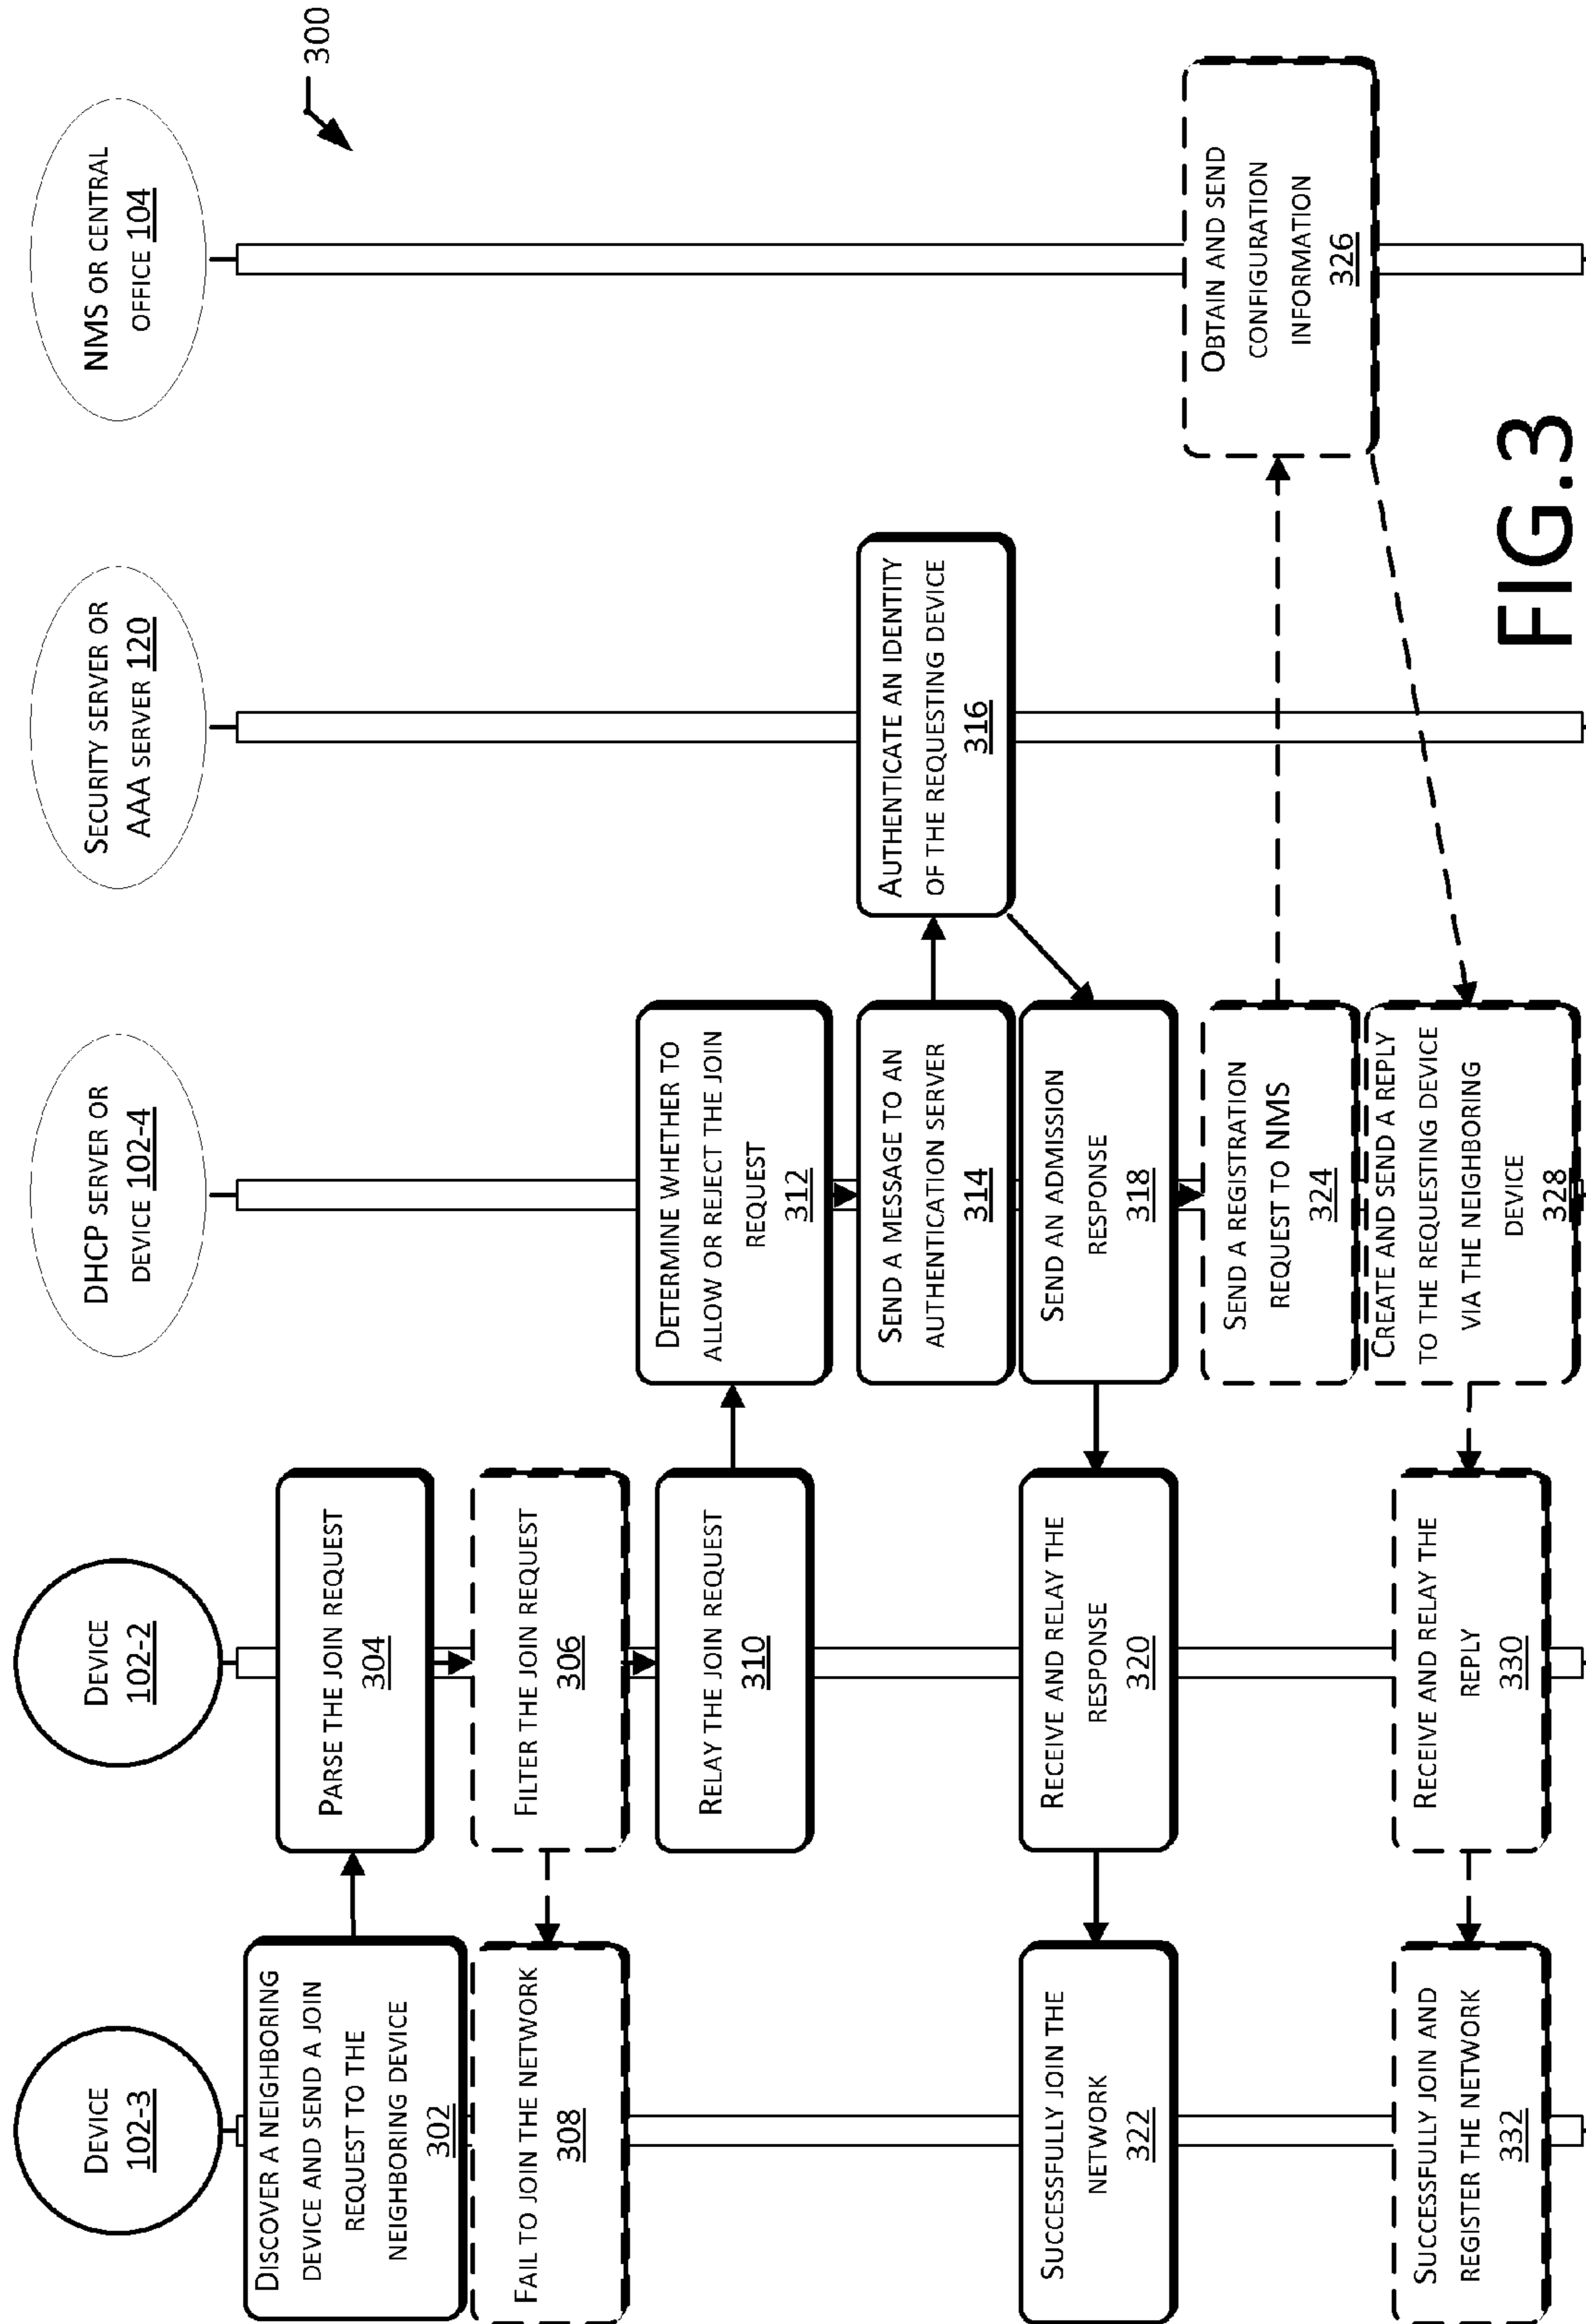 DEVICE
102-3
DEVICE
102-2
DHCP SERVER OR
DEVICE 102-4
SECURITY SERVER OR
AAA SERVER 120
NMS OR CENTRAL
OFFICE 104
300
DISCOVER A NEIGHBORING
DEVICE AND SEND A JOIN
REQUEST TO THE
NEIGHBORING DEVICE
302
PARSE THE JOIN REQUEST
304
FILTER THE JOIN REQUEST
306
FAIL TO JOIN THE NETWORK
308
RELAY THE JOIN REQUEST
310
DETERMINE WHETHER TO
ALLOW OR REJECT THE JOIN
REQUEST
312
SEND A MESSAGE TO AN
AUTHENTICATION SERVER
314
AUTHENTICATE AN IDENTITY
OF THE REQUESTING DEVICE
316
SEND AN ADMISSION
RESPONSE
318
RECEIVE AND RELAY THE
RESPONSE
320
SUCCESSFULLY JOIN THE
NETWORK
322
SEND A REGISTRATION
REQUEST TO NMS
324
OBTAIN AND SEND
CONFIGURATION
INFORMATION
326
CREATE AND SEND A REPLY
TO THE REQUESTING DEVICE
VIA THE NEIGHBORING
DEVICE
328
RECEIVE AND RELAY THE
REPLY
330
SUCCESSFULLY JOIN AND
REGISTER THE NETWORK
332
FIG.3